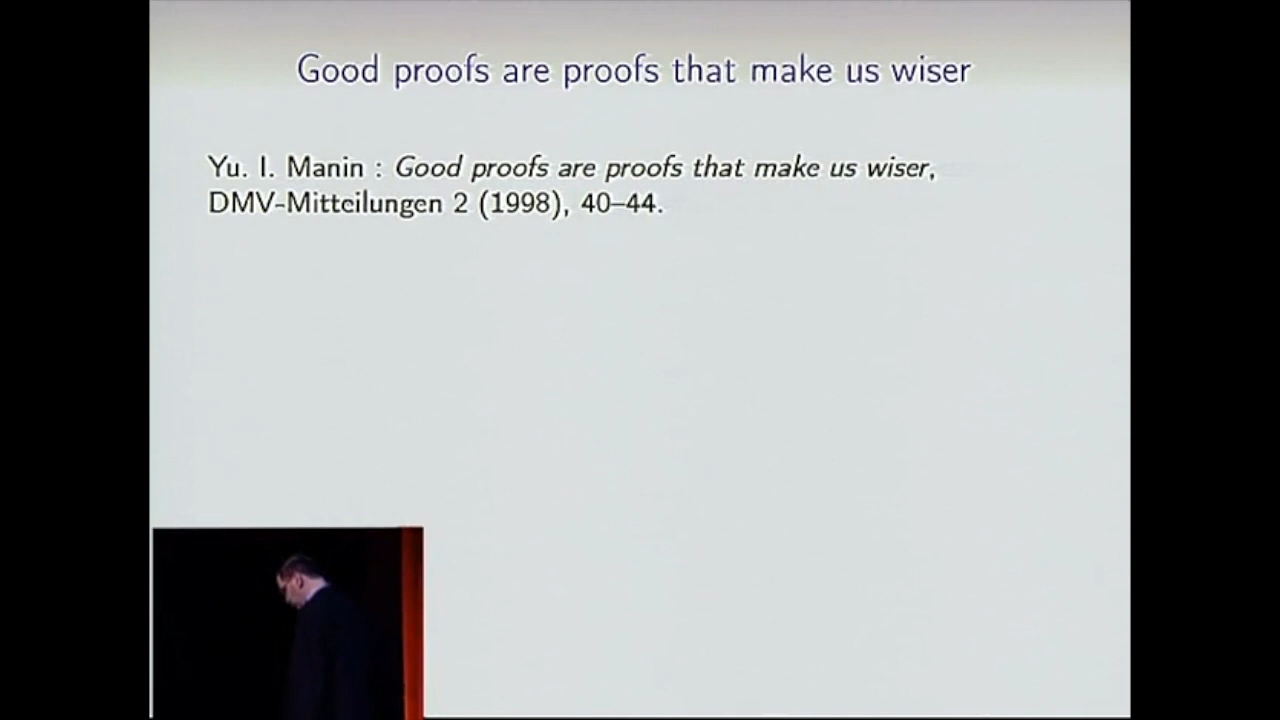 Good proofs are proofs that make us wiser
Yu. I. Manin : Good proofs are proofs that make us wiser,
DMV-Mitteilungen 2 (1998), 40–44.